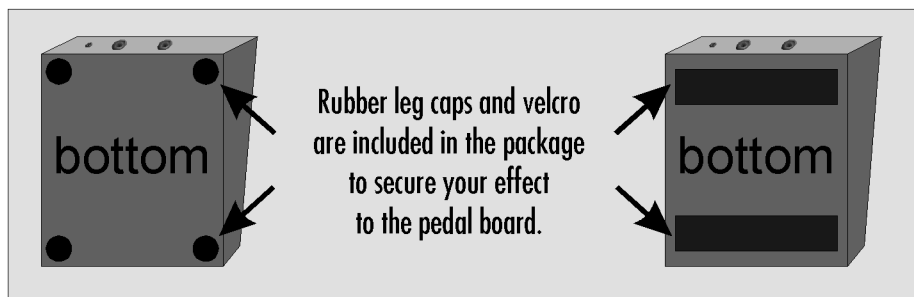 bottom
Rubber leg caps and velcro
are included in the package
to secure your effect
to the pedal board.
bottom